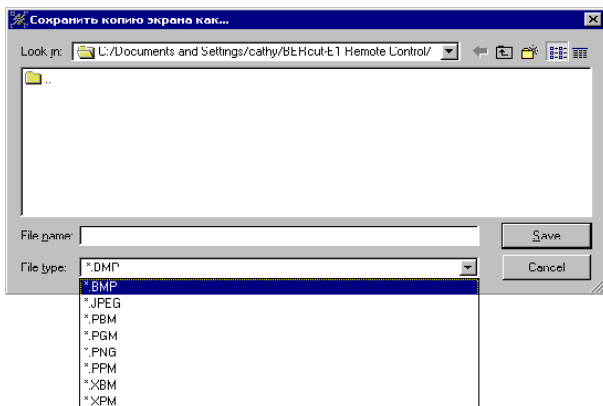 Сохранить копию экрана как...
Look in: C:/Documents and Settings/cathy/BERcut-E1 Remote Control/
..
File name: Save
File type: *.BMP Cancel
*.BMP
*.JPEG
*.PBM
*.PGM
*.PNG
*.PPM
*.XBM
*.XPM